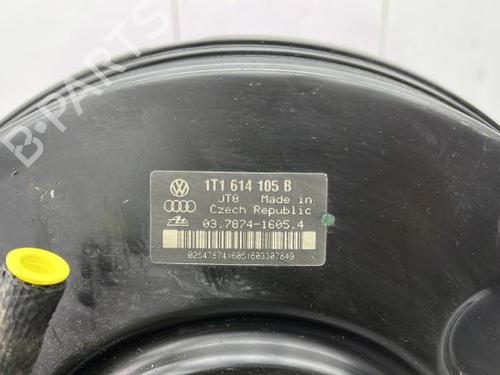 B-PARTS
1T1 614 105 B
JT8 Made in
Czech Republic
03.7874-1605.4
0254787416051603307849